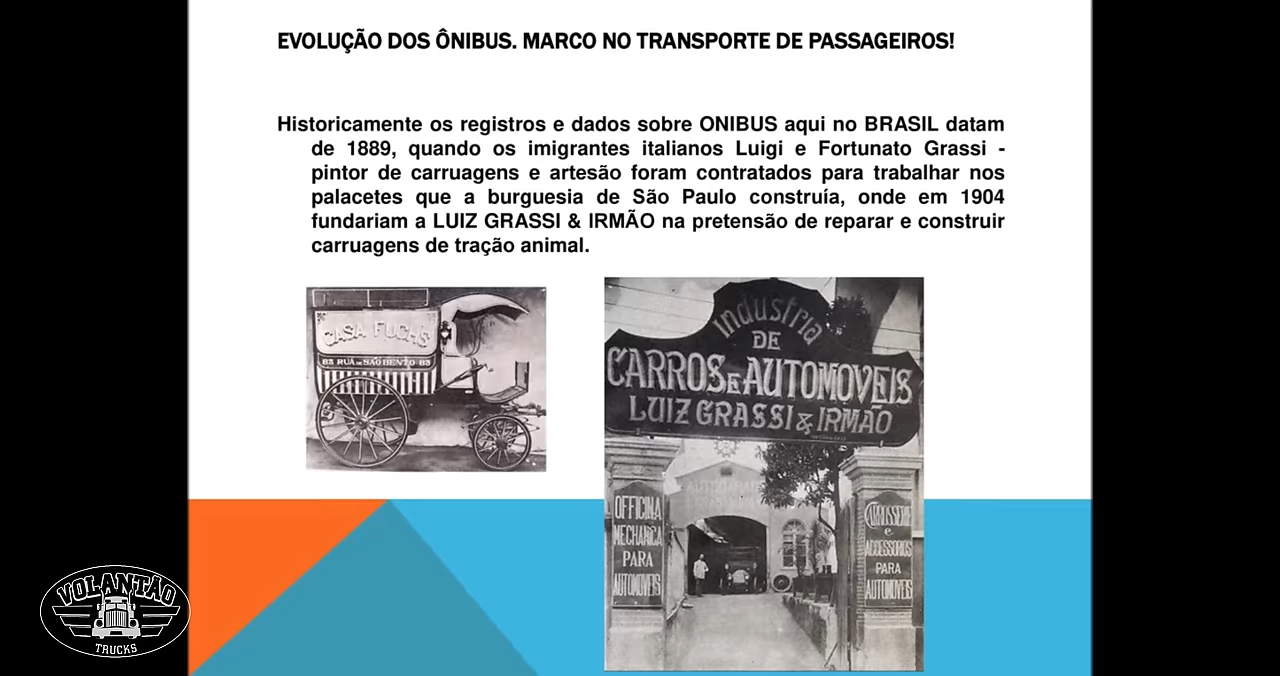 EVOLUÇÃO DOS ÔNIBUS. MARCO NO TRANSPORTE DE PASSAGEIROS!
Historicamente os registros e dados sobre ONIBUS aqui no BRASIL datam
de 1889, quando os imigrantes italianos Luigi e Fortunato Grassi -
pintor de carruagens e artesão foram contratados para trabalhar nos
palacetes que a burguesia de São Paulo construía, onde em 1904
fundariam a LUIZ GRASSI & IRMÃO na pretensão de reparar e construir
carruagens de tração animal.
CASA FUCHS
83 RUA DE SÃO BENTO 83
Industria
DE
CARROS E AUTOMOVEIS
LUIZ GRASSI & IRMÃO
OFFICINA
MECHANICA
PARA
AUTOMOVEIS
CARROSSERIE
e
ACCESSORIOS
PARA
AUTOMOVEIS
VOLANTÃO
TRUCKS